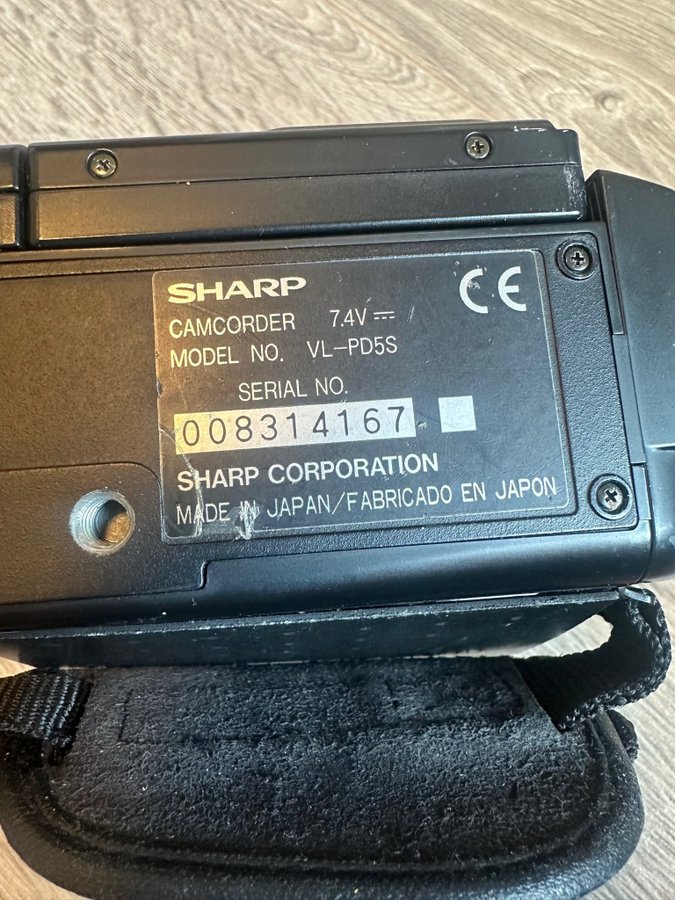 SHARP
CE
CAMCORDER 7.4V ⎓
MODEL NO. VL-PD5S
SERIAL NO.
008314167
SHARP CORPORATION
MADE IN JAPAN/FABRICADO EN JAPON